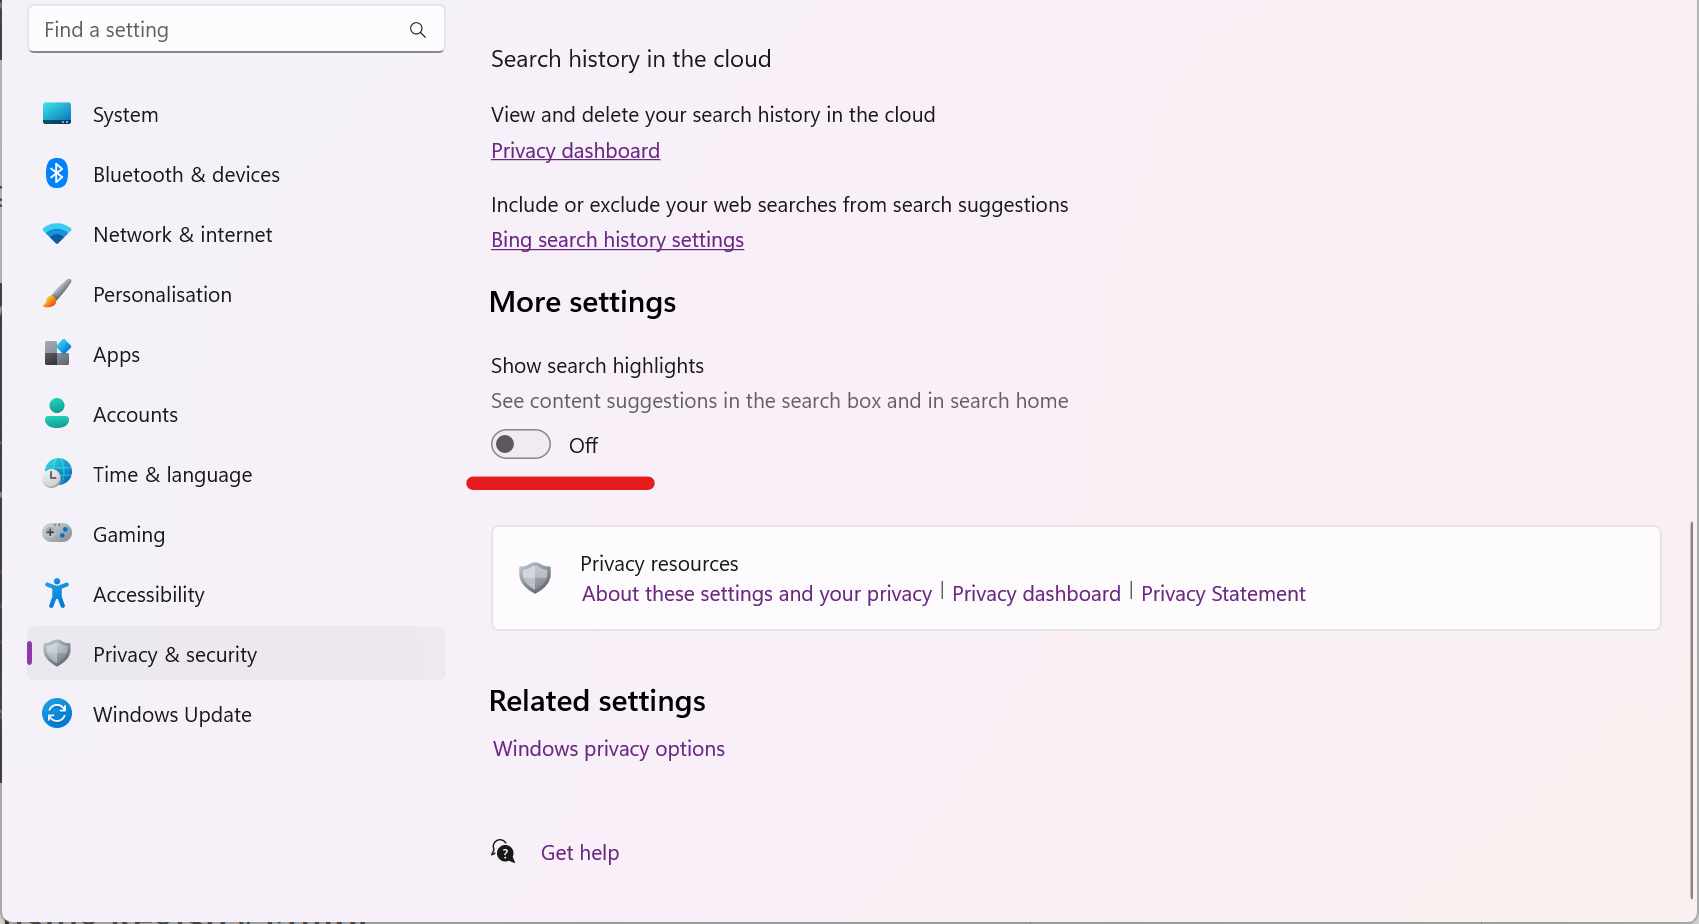 Find a setting
System
Bluetooth & devices
Network & internet
Personalisation
Apps
Accounts
Time & language
Gaming
Accessibility
Privacy & security
Windows Update
Search history in the cloud
View and delete your search history in the cloud
Privacy dashboard
Include or exclude your web searches from search suggestions
Bing search history settings
More settings
Show search highlights
See content suggestions in the search box and in search home
Off
Privacy resources
About these settings and your privacy | Privacy dashboard | Privacy Statement
Related settings
Windows privacy options
Get help